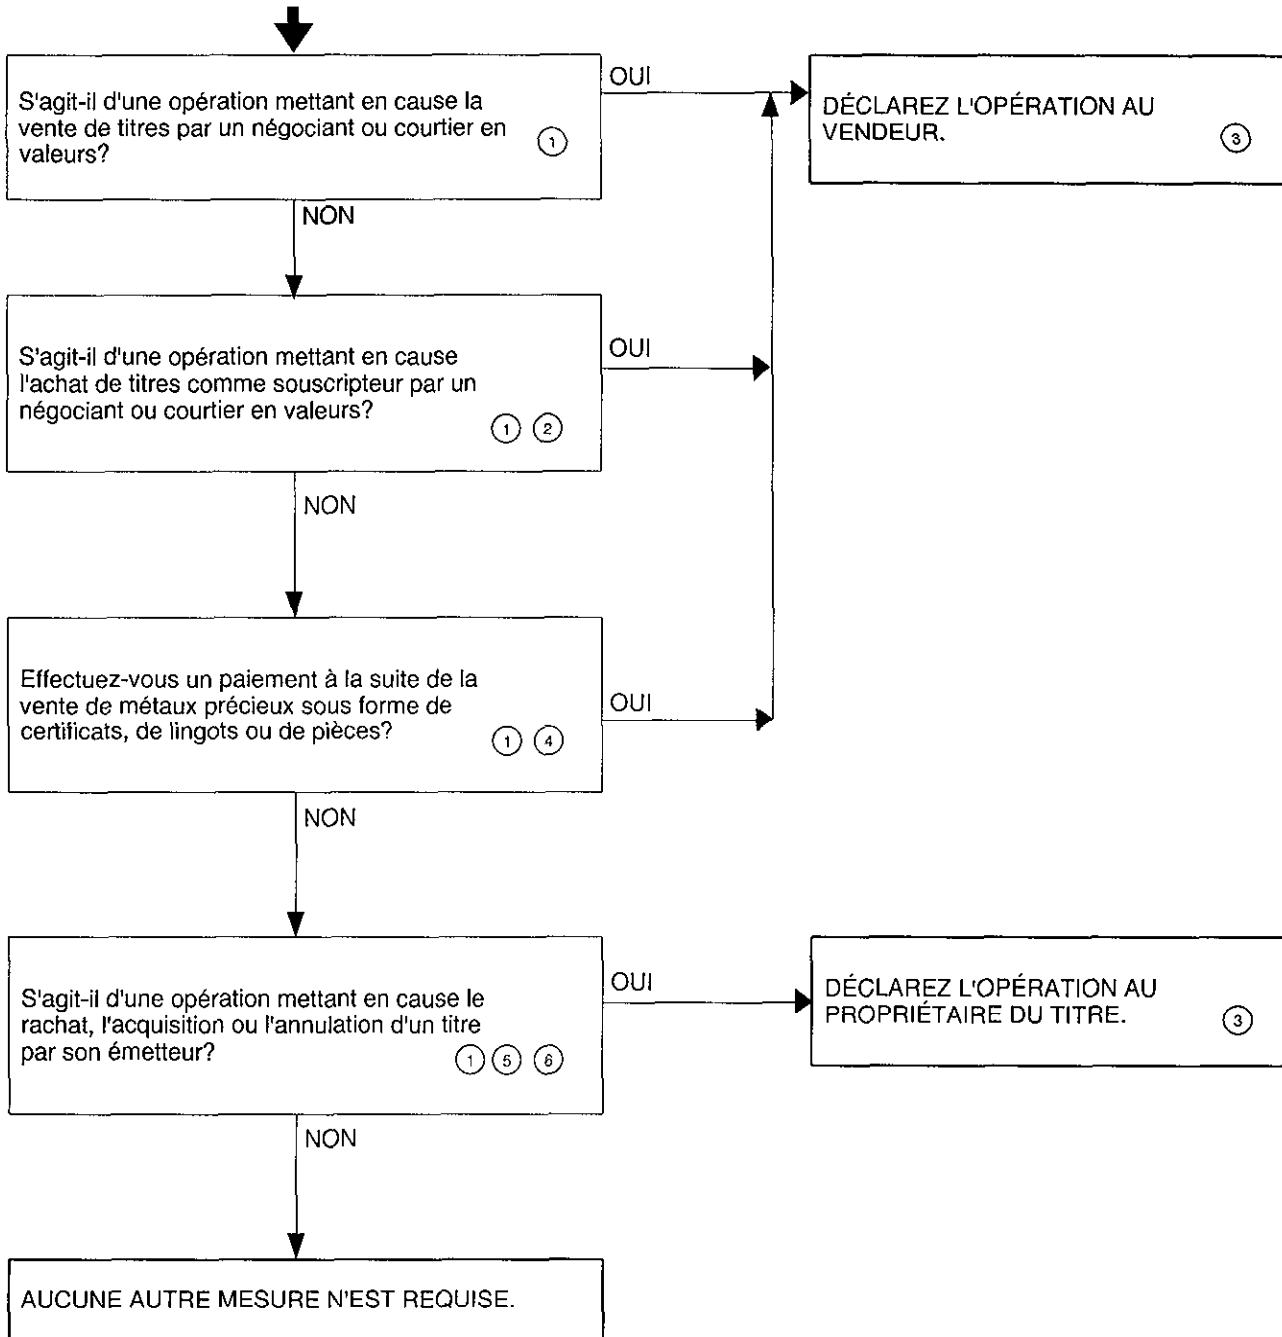 S'agit-il d'une opération mettant en cause la
vente de titres par un négociant ou courtier en
valeurs?
1
OUI
DÉCLAREZ L'OPÉRATION AU
VENDEUR.
3
NON
S'agit-il d'une opération mettant en cause
l'achat de titres comme souscripteur par un
négociant ou courtier en valeurs?
1 2
OUI
NON
Effectuez-vous un paiement à la suite de la
vente de métaux précieux sous forme de
certificats, de lingots ou de pièces?
1 4
OUI
NON
S'agit-il d'une opération mettant en cause le
rachat, l'acquisition ou l'annulation d'un titre
par son émetteur?
1 5 6
OUI
DÉCLAREZ L'OPÉRATION AU
PROPRIÉTAIRE DU TITRE.
3
NON
AUCUNE AUTRE MESURE N'EST REQUISE.